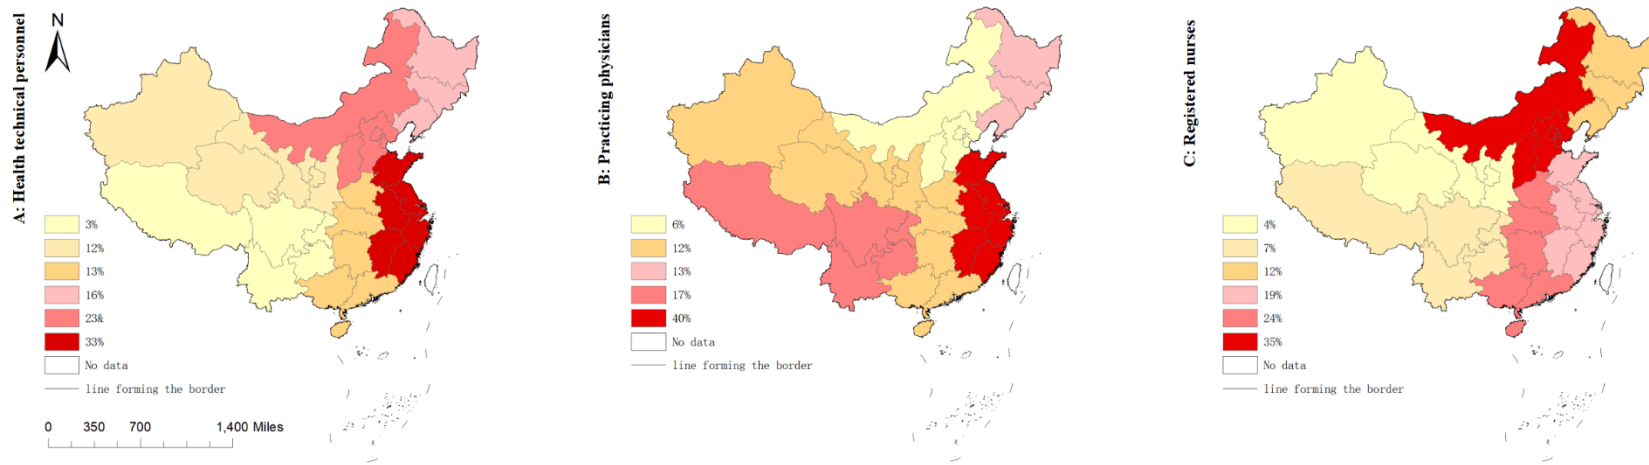 A: Health technical personnel
N
3%
12%
13%
16%
23&
33%
No data
line forming the border
0 350 700 1,400 Miles
B: Practicing physicians
6%
12%
13%
17%
40%
No data
line forming the border
C: Registered nurses
4%
7%
12%
19%
24%
35%
No data
line forming the border